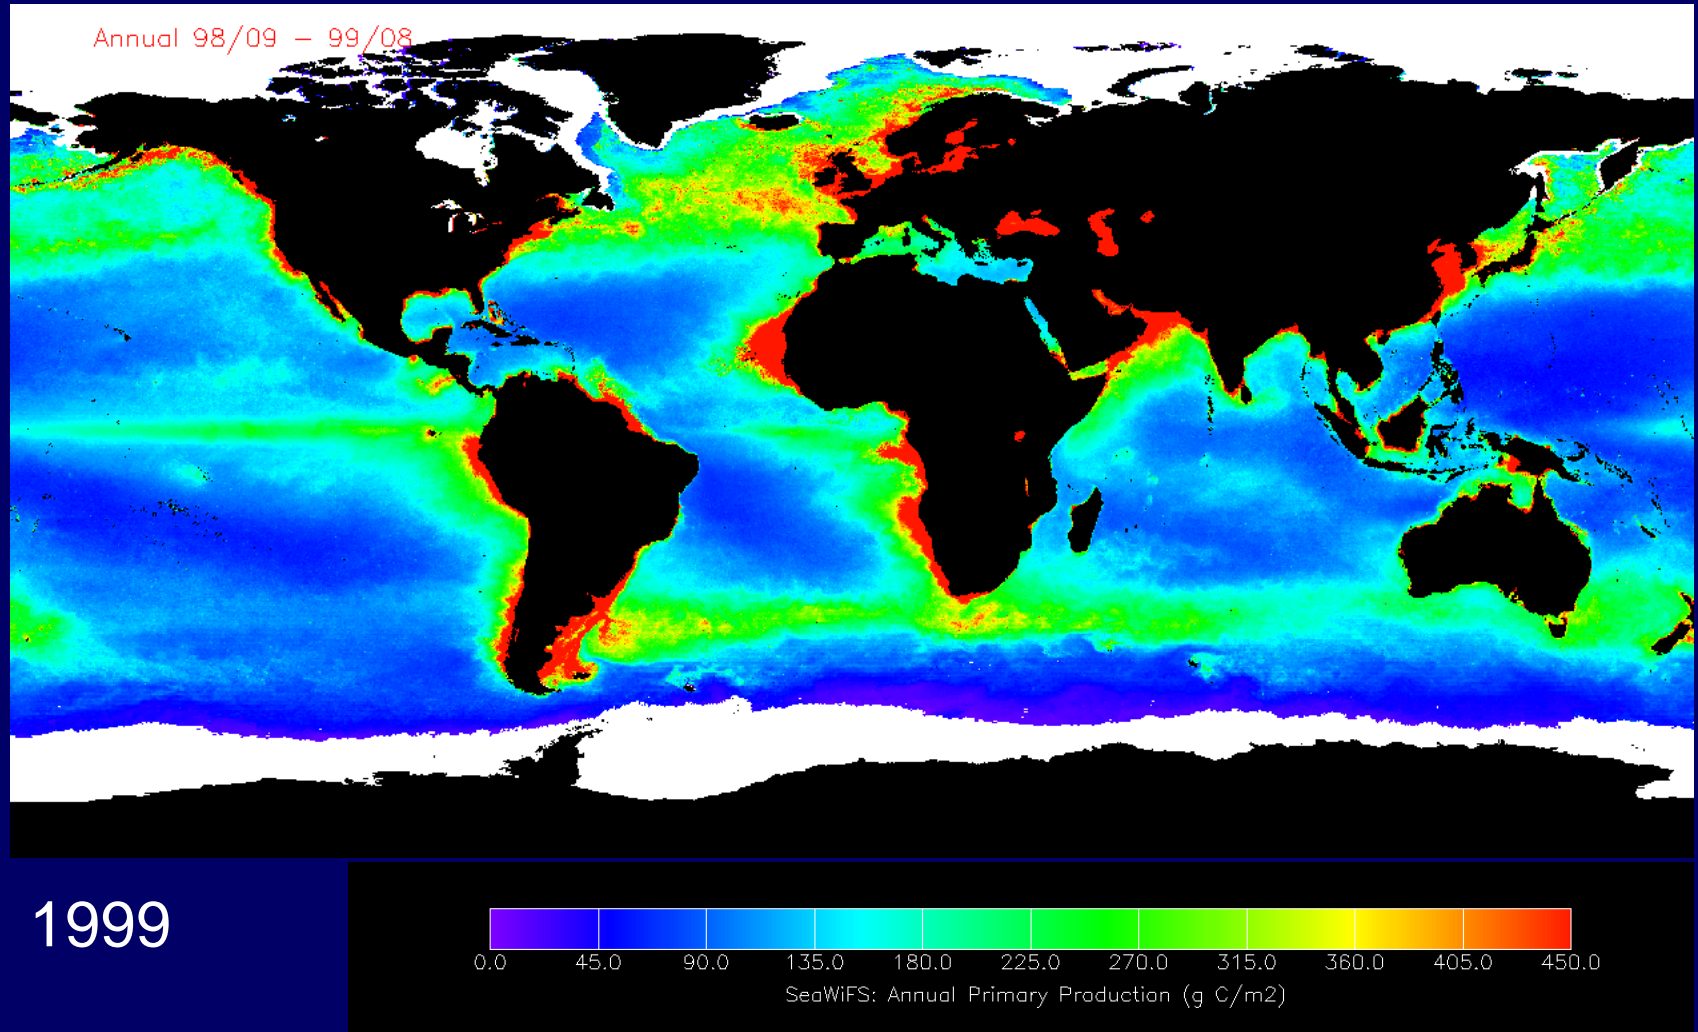 Annual 98/09 – 99/08
1999
0.0 45.0 90.0 135.0 180.0 225.0 270.0 315.0 360.0 405.0 450.0
SeaWiFS: Annual Primary Production (g C/m2)